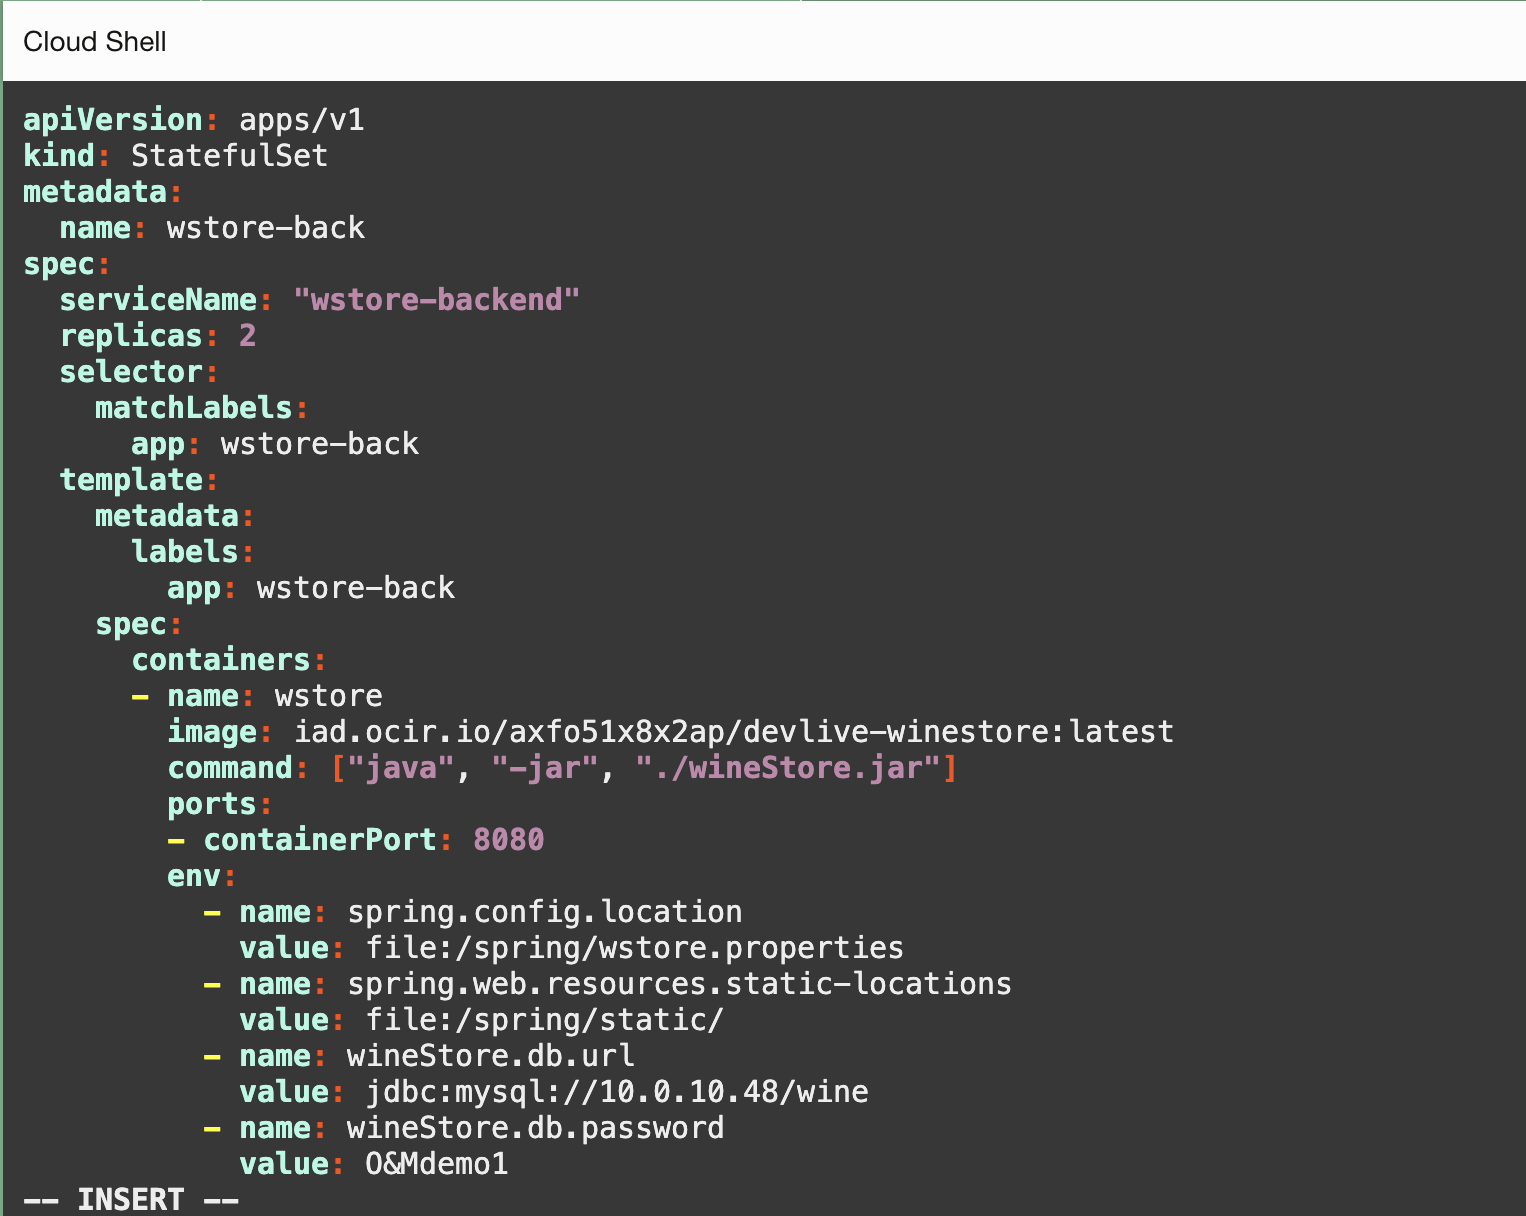 Cloud Shell
apiVersion: apps/v1
kind: StatefulSet
metadata:
  name: wstore-back
spec:
  serviceName: "wstore-backend"
  replicas: 2
  selector:
    matchLabels:
      app: wstore-back
  template:
    metadata:
      labels:
        app: wstore-back
    spec:
      containers:
      - name: wstore
        image: iad.ocir.io/axfo51x8x2ap/devlive-winestore:latest
        command: ["java", "-jar", "./wineStore.jar"]
        ports:
        - containerPort: 8080
        env:
          - name: spring.config.location
            value: file:/spring/wstore.properties
          - name: spring.web.resources.static-locations
            value: file:/spring/static/
          - name: wineStore.db.url
            value: jdbc:mysql://10.0.10.48/wine
          - name: wineStore.db.password
            value: O&Mdemo1
-- INSERT --